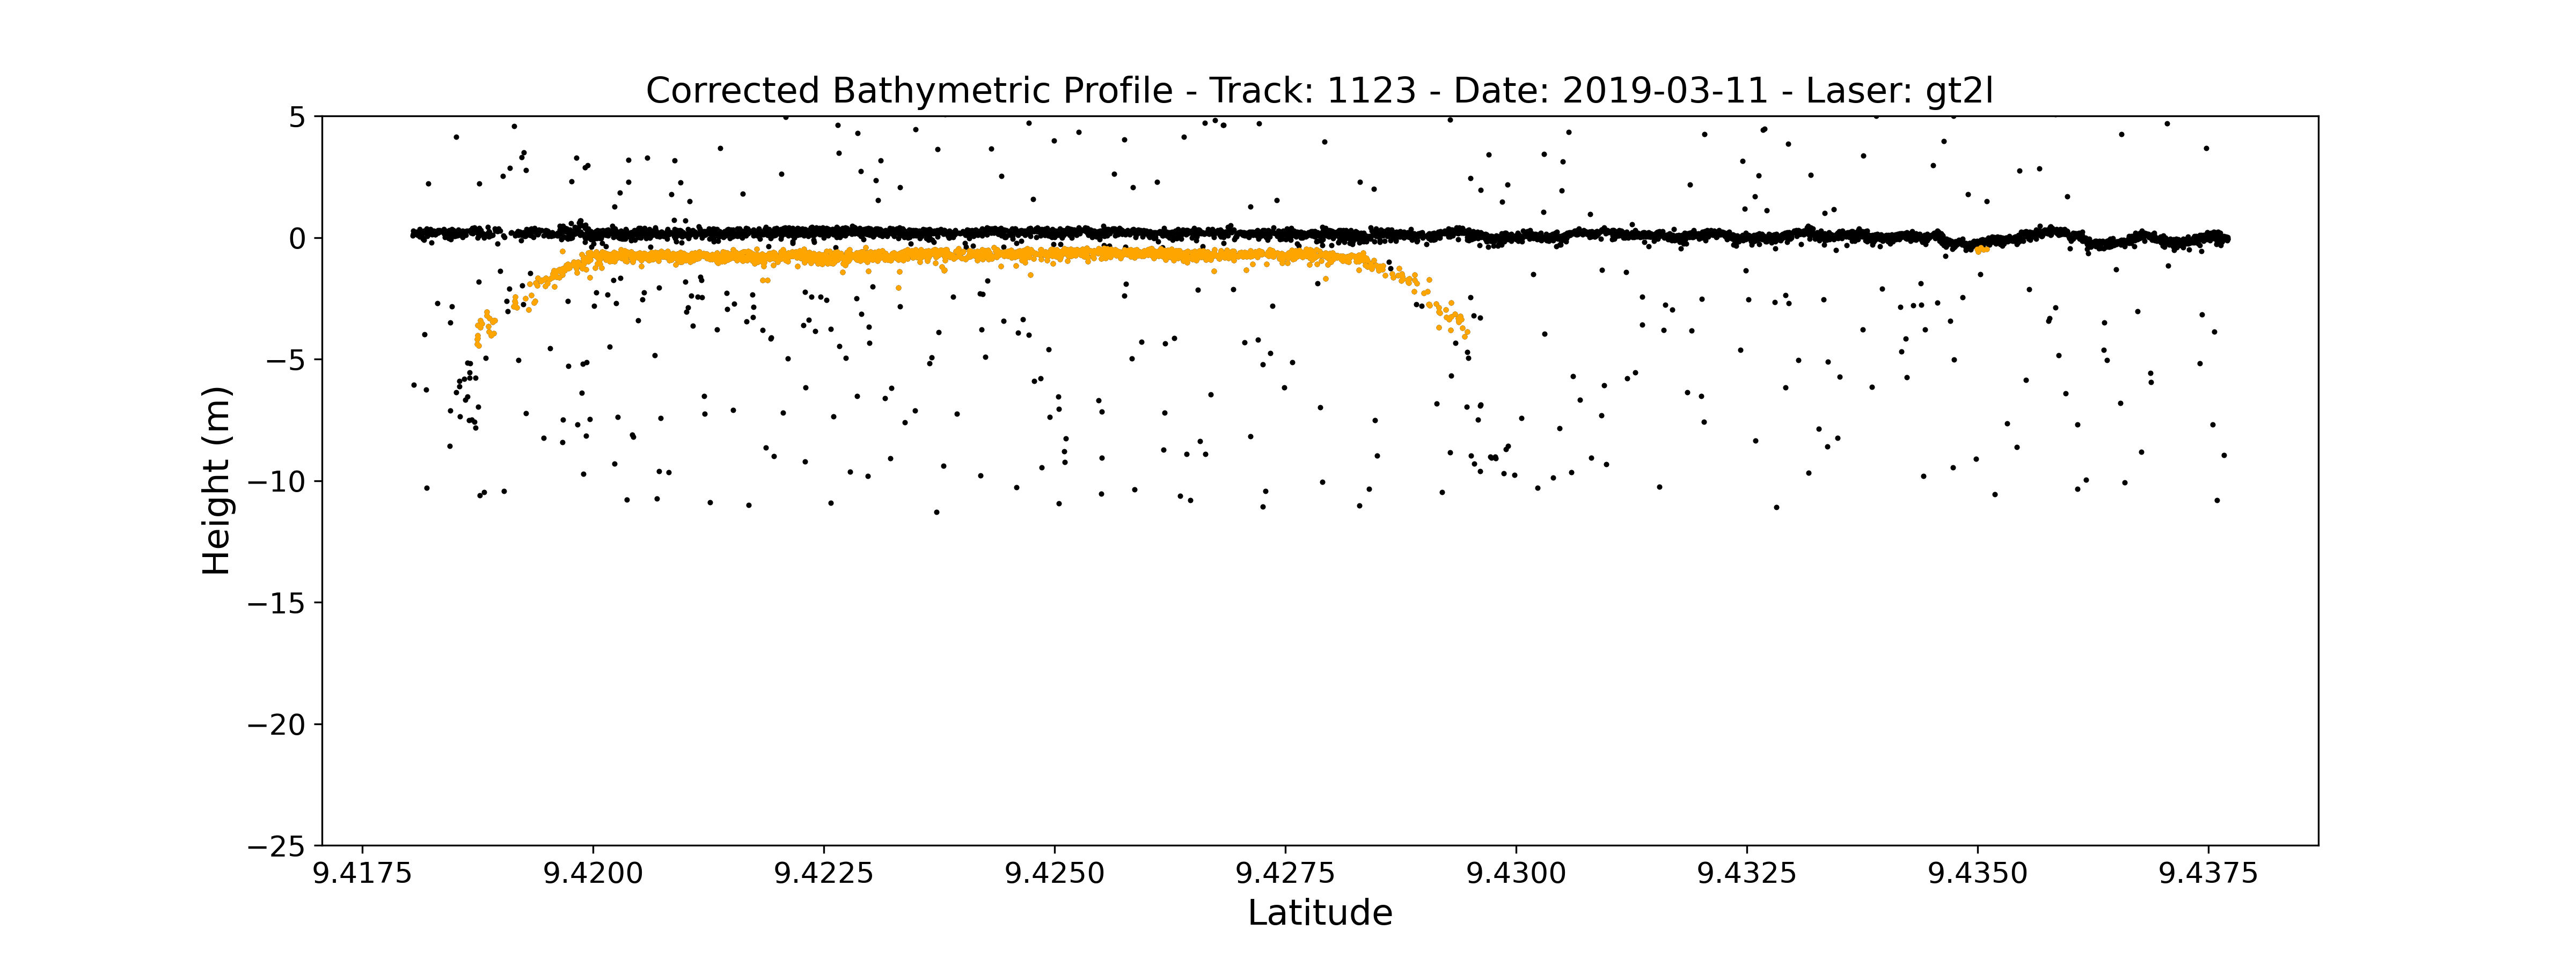 Corrected Bathymetric Profile - Track: 1123 - Date: 2019-03-11 - Laser: gt2l
5
0
−5
−10
−15
−20
−25
Height (m)
9.4175 9.4200 9.4225 9.4250 9.4275 9.4300 9.4325 9.4350 9.4375
Latitude